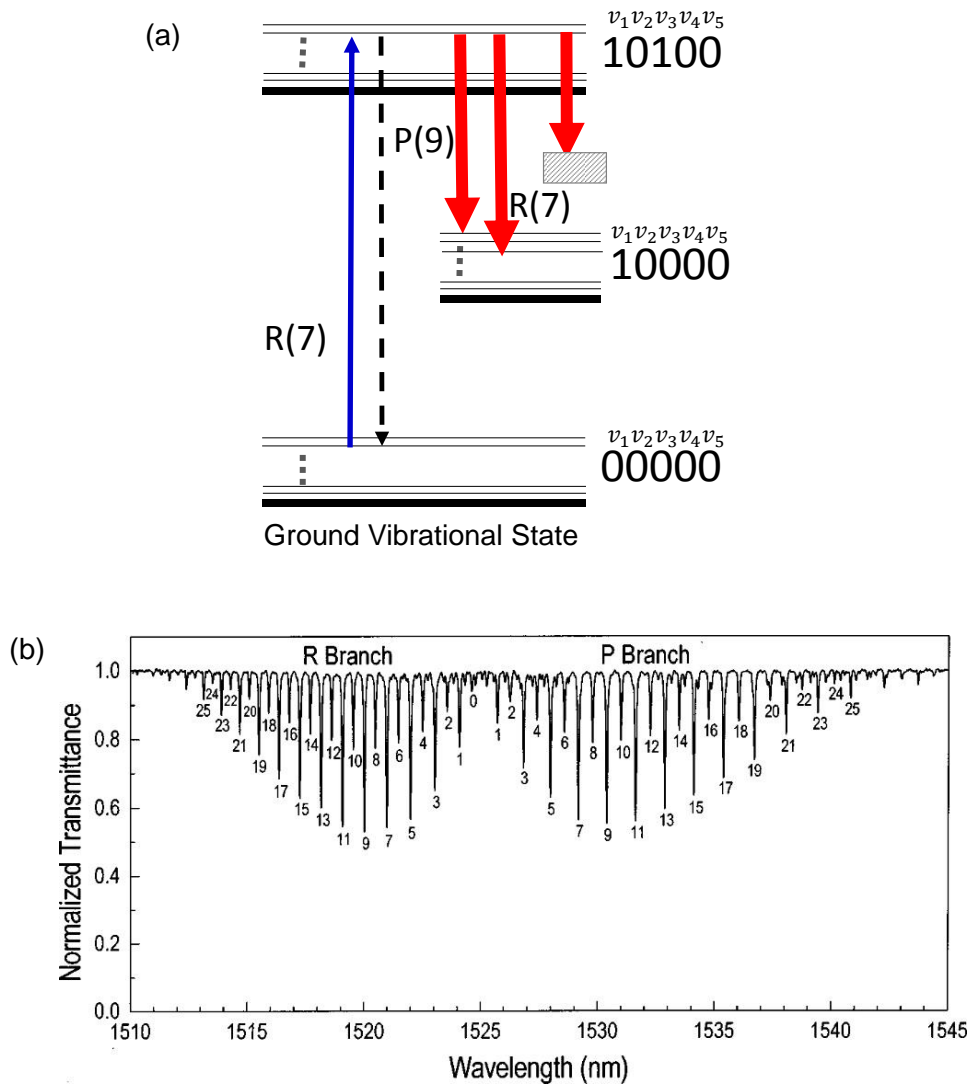 (a)
v₁v₂v₃v₄v₅
10100
P(9)
R(7)
v₁v₂v₃v₄v₅
10000
R(7)
v₁v₂v₃v₄v₅
00000
Ground Vibrational State
(b)
R Branch P Branch
1.0
0.8
0.6
0.4
0.2
0.0
Normalized Transmittance
25 24 23 22 21 20 19 18 17 16 15 14 13 12 11 10 9 8 7 6 5 4 3 2 1 0
1 2 3 4 5 6 7 8 9 10 11 12 13 14 15 16 17 18 19 20 21 22 23 24 25
1510 1515 1520 1525 1530 1535 1540 1545
Wavelength (nm)